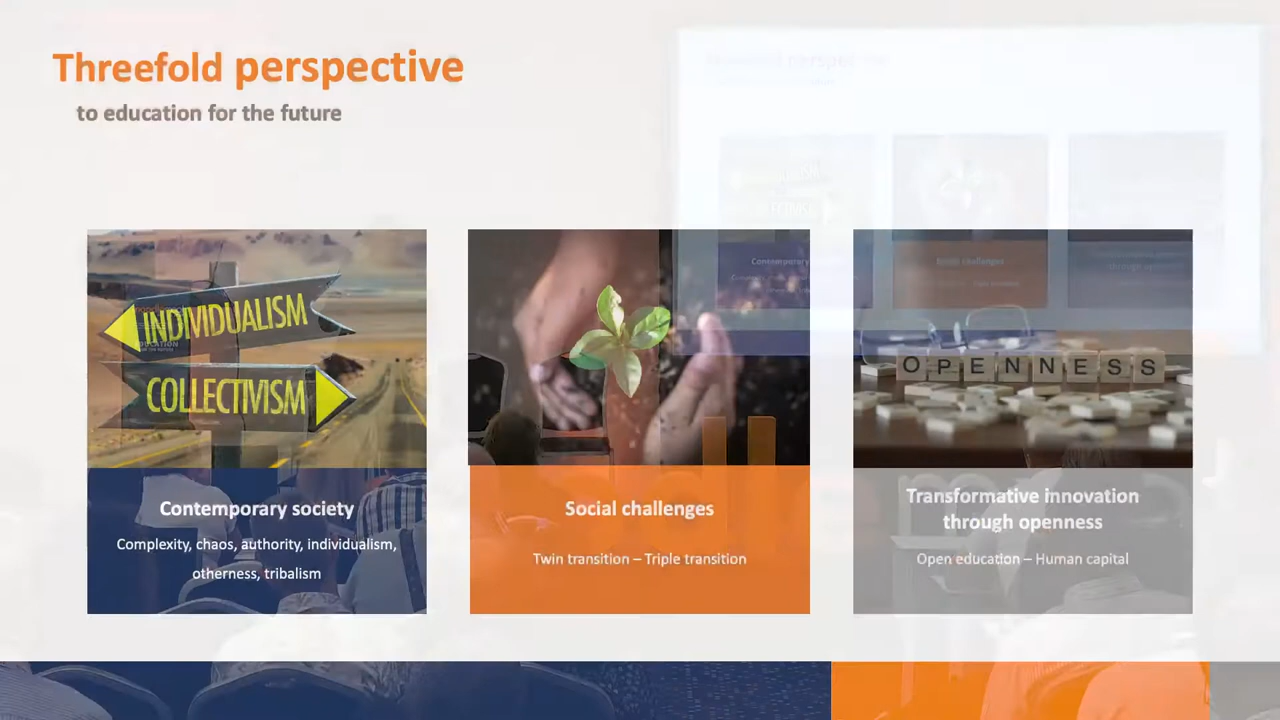 Threefold perspective
to education for the future
INDIVIDUALISM
COLLECTIVISM
OPENNESS
Contemporary society
Complexity, chaos, authority, individualism,
otherness, tribalism
Social challenges
Twin transition – Triple transition
Transformative innovation
through openness
Open education – Human capital